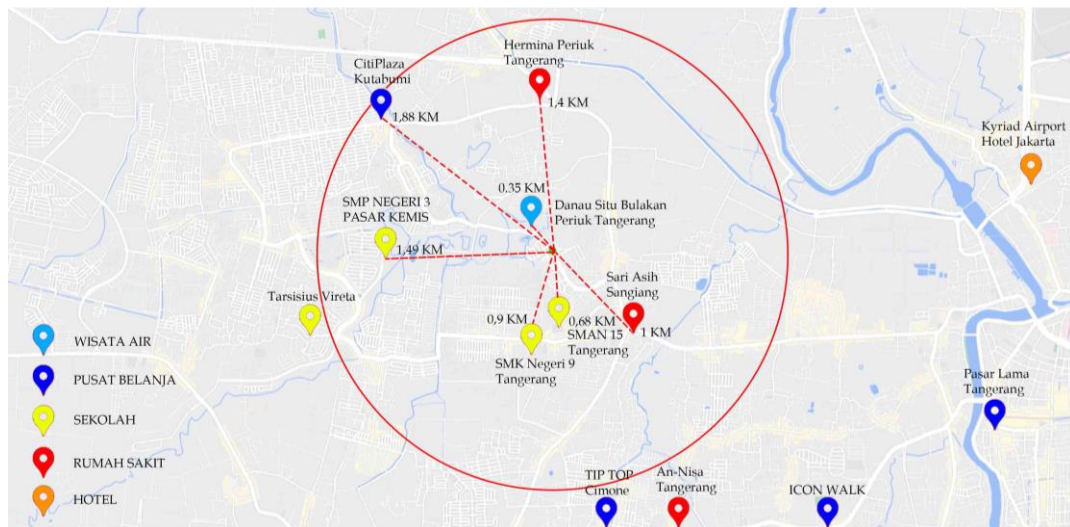 Hermina Periuk
Tangerang
1,4 KM
CitiPlaza
Kutabumi
1,88 KM
Kyriad Airport
Hotel Jakarta
0.35 KM
Danau Situ Bulakan
Periuk Tangerang
SMP NEGERI 3
PASAR KEMIS
1,49 KM
Sari Asih
Sangiang
1 KM
Tarsisius Vireta
0,9 KM
0,68 KM
SMAN 15
Tangerang
SMK Negeri 9
Tangerang
Pasar Lama
Tangerang
TIP TOP
Cimone
An-Nisa
Tangerang
ICON WALK
WISATA AIR
PUSAT BELANJA
SEKOLAH
RUMAH SAKIT
HOTEL